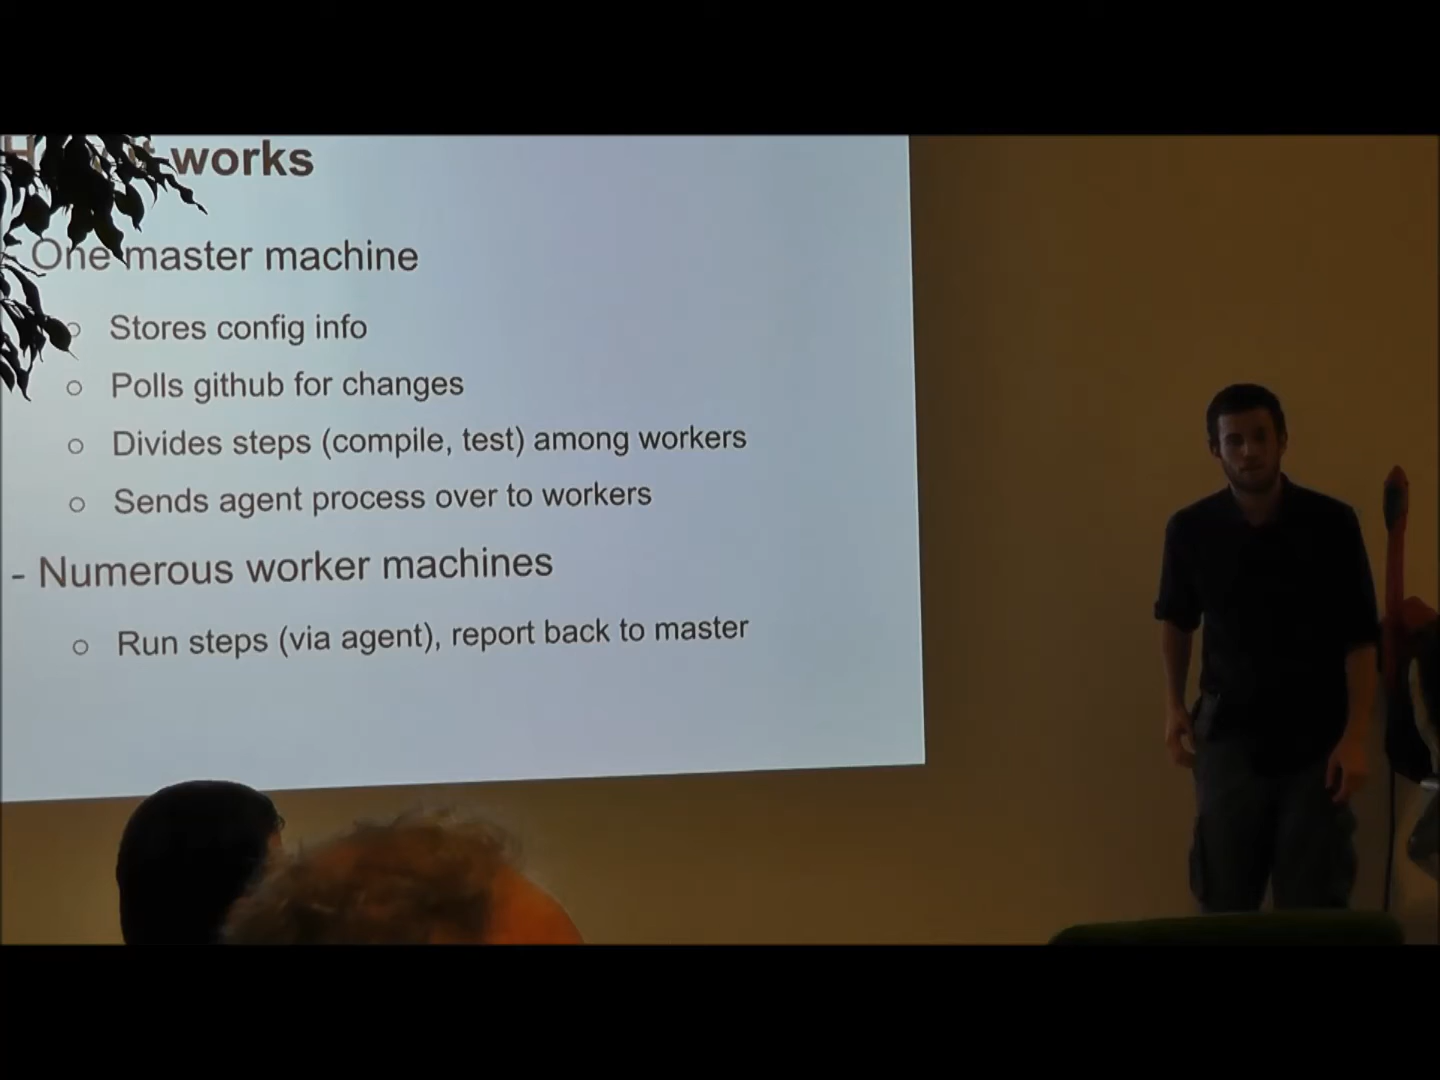 works
- One master machine
○ Stores config info
○ Polls github for changes
○ Divides steps (compile, test) among workers
○ Sends agent process over to workers
- Numerous worker machines
○ Run steps (via agent), report back to master